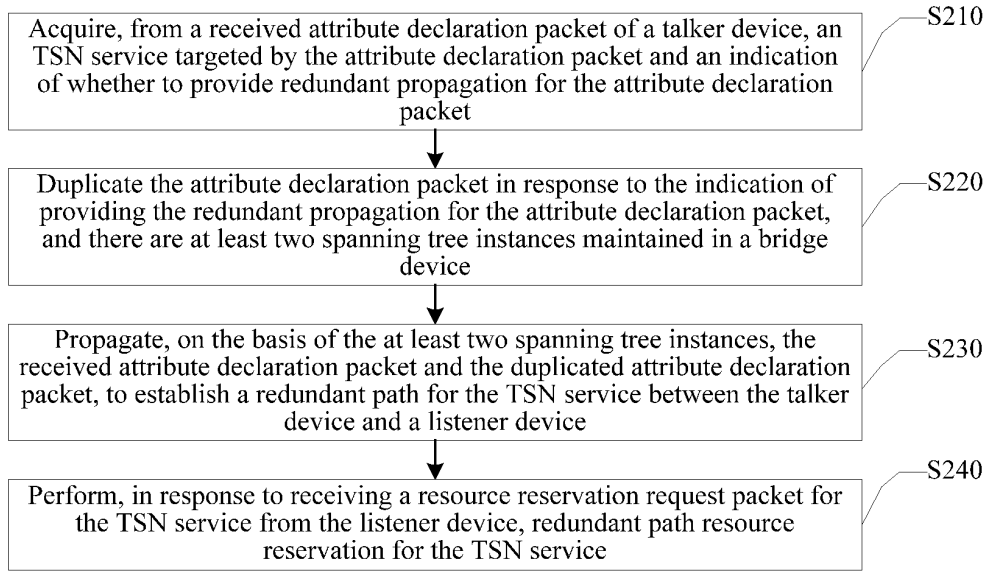 Acquire, from a received attribute declaration packet of a talker device, an
TSN service targeted by the attribute declaration packet and an indication
of whether to provide redundant propagation for the attribute declaration
packet
S210
Duplicate the attribute declaration packet in response to the indication of
providing the redundant propagation for the attribute declaration packet,
and there are at least two spanning tree instances maintained in a bridge
device
S220
Propagate, on the basis of the at least two spanning tree instances, the
received attribute declaration packet and the duplicated attribute declaration
packet, to establish a redundant path for the TSN service between the talker
device and a listener device
S230
Perform, in response to receiving a resource reservation request packet for
the TSN service from the listener device, redundant path resource
reservation for the TSN service
S240